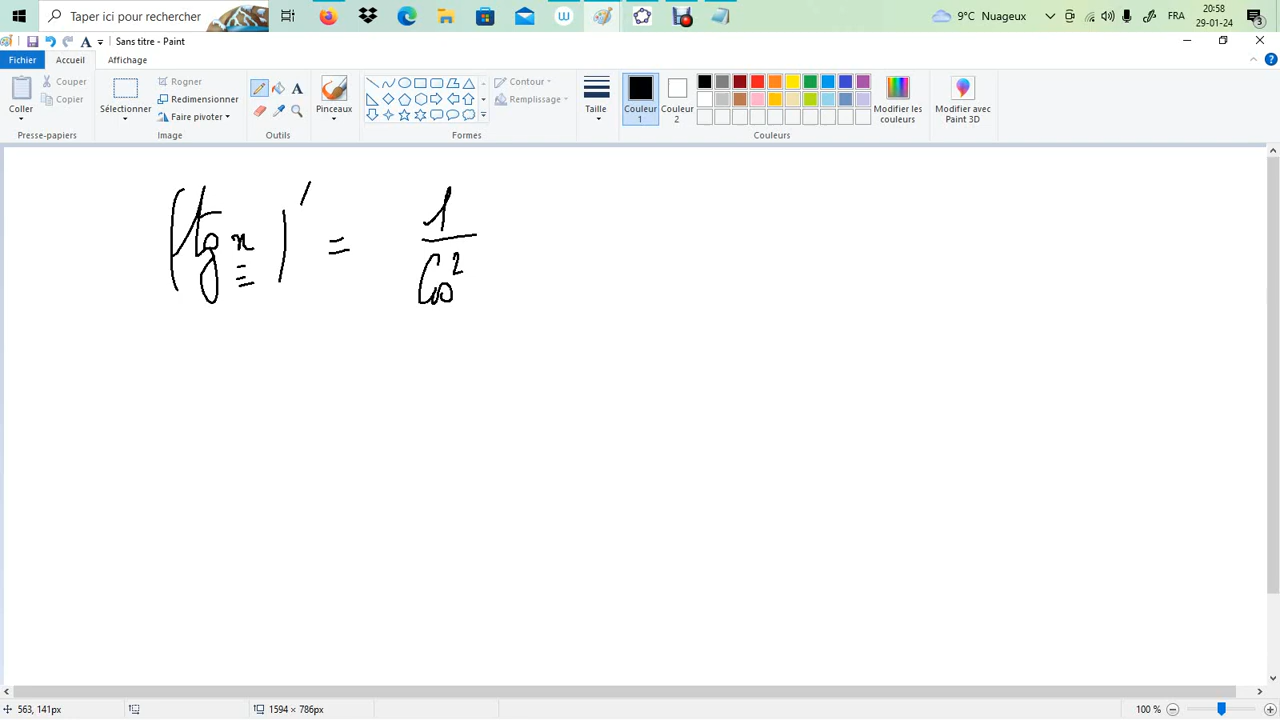 Taper ici pour rechercher
9°C Nuageux
FRA
20:58
29-01-24
3
Sans titre - Paint
Fichier
Accueil
Affichage
Coller
Couper
Copier
Presse-papiers
Sélectionner
Rogner
Redimensionner
Faire pivoter
Image
A
Outils
Pinceaux
Contour
Remplissage
Formes
Taille
Couleur 1
Couleur 2
Modifier les couleurs
Couleurs
Modifier avec Paint 3D
(tg x)' = 1
Cos²
563, 141px
1594 × 786px
100 %